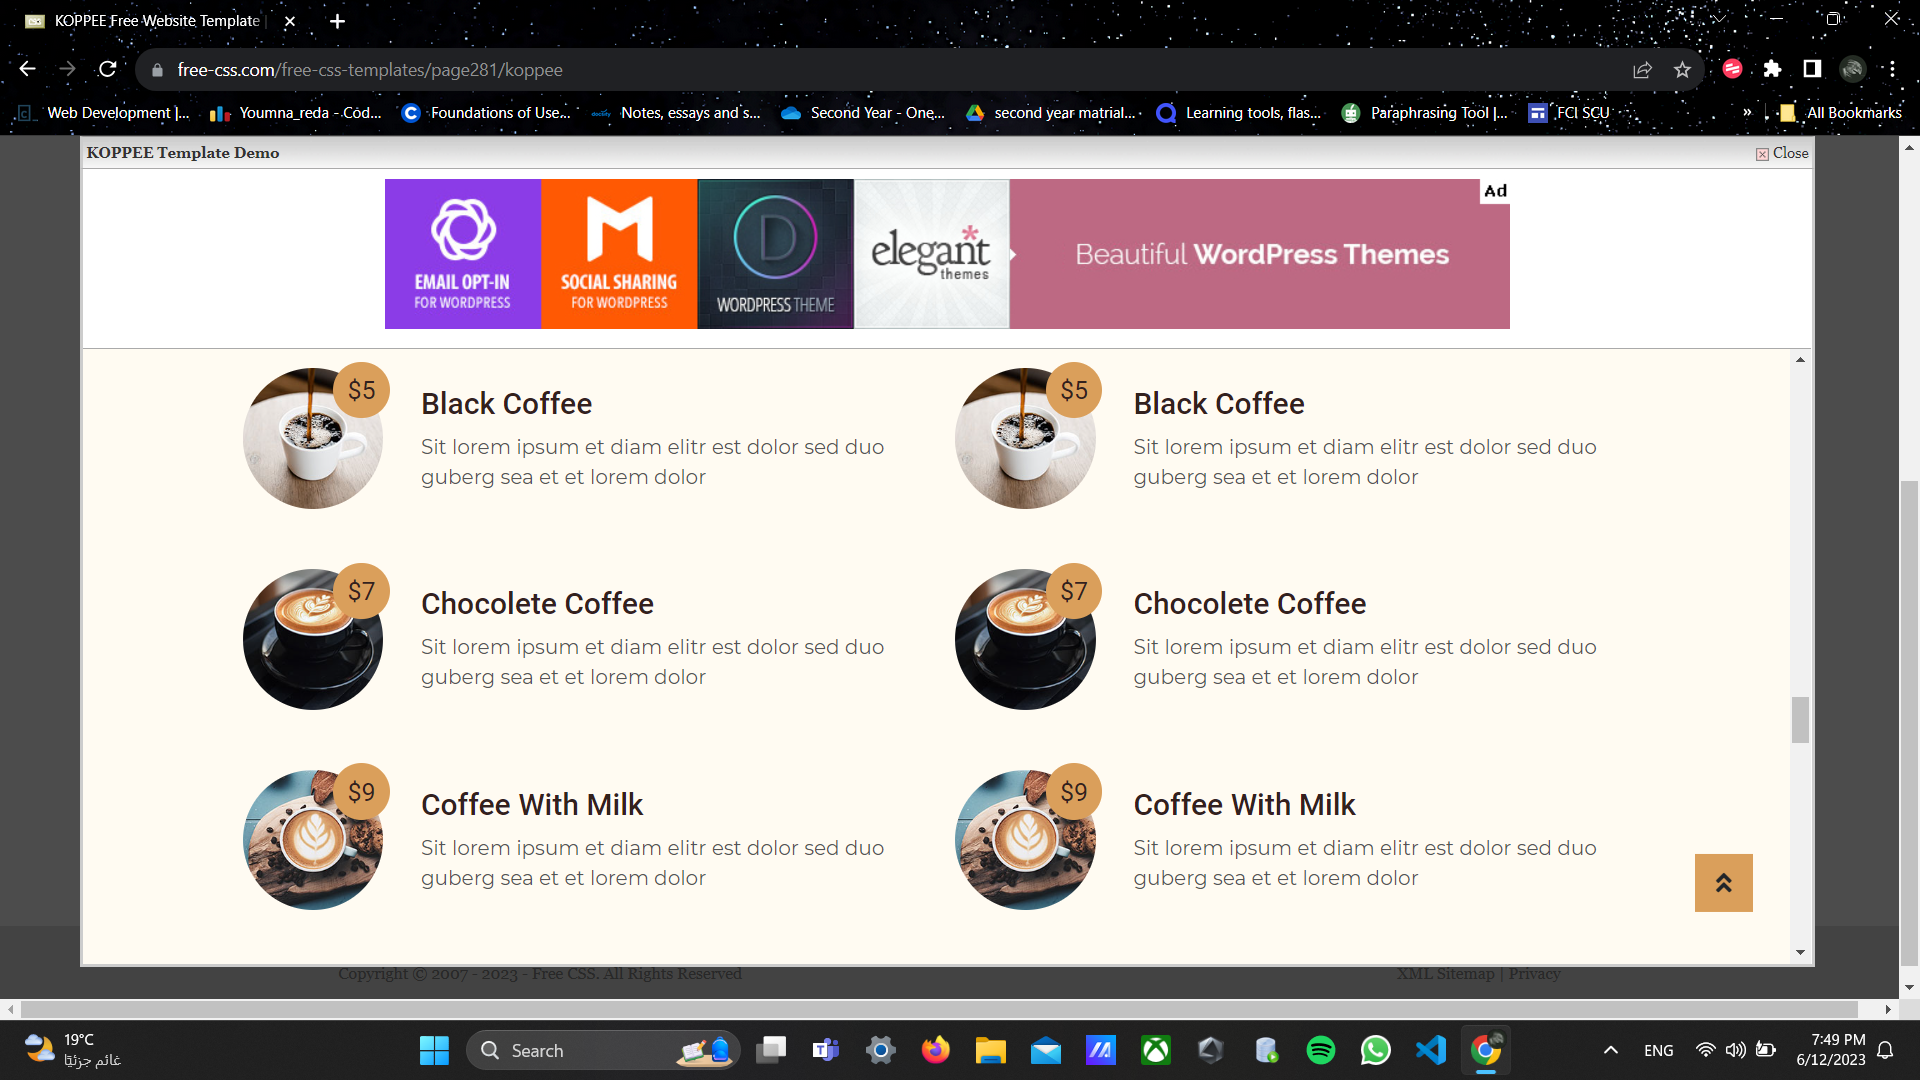 KOPPEE Free Website Template
free-css.com/free-css-templates/page281/koppee
Web Development |...
Youmna_reda - Cod...
Foundations of Use...
Notes, essays and s...
Second Year - One...
second year matrial...
Learning tools, flas...
Paraphrasing Tool |...
FCI SCU
»
All Bookmarks
KOPPEE Template Demo
Close
EMAIL OPT-IN
FOR WORDPRESS
SOCIAL SHARING
FOR WORDPRESS
D
WORDPRESS THEME
elegant
themes
Beautiful WordPress Themes
Ad
$5
Black Coffee
Sit lorem ipsum et diam elitr est dolor sed duo
guberg sea et et lorem dolor
$5
Black Coffee
Sit lorem ipsum et diam elitr est dolor sed duo
guberg sea et et lorem dolor
$7
Chocolete Coffee
Sit lorem ipsum et diam elitr est dolor sed duo
guberg sea et et lorem dolor
$7
Chocolete Coffee
Sit lorem ipsum et diam elitr est dolor sed duo
guberg sea et et lorem dolor
$9
Coffee With Milk
Sit lorem ipsum et diam elitr est dolor sed duo
guberg sea et et lorem dolor
$9
Coffee With Milk
Sit lorem ipsum et diam elitr est dolor sed duo
guberg sea et et lorem dolor
Copyright © 2007 - 2023 - Free CSS. All Rights Reserved
XML Sitemap | Privacy
19°C
غائم جزئيًا
Search
ENG
7:49 PM
6/12/2023